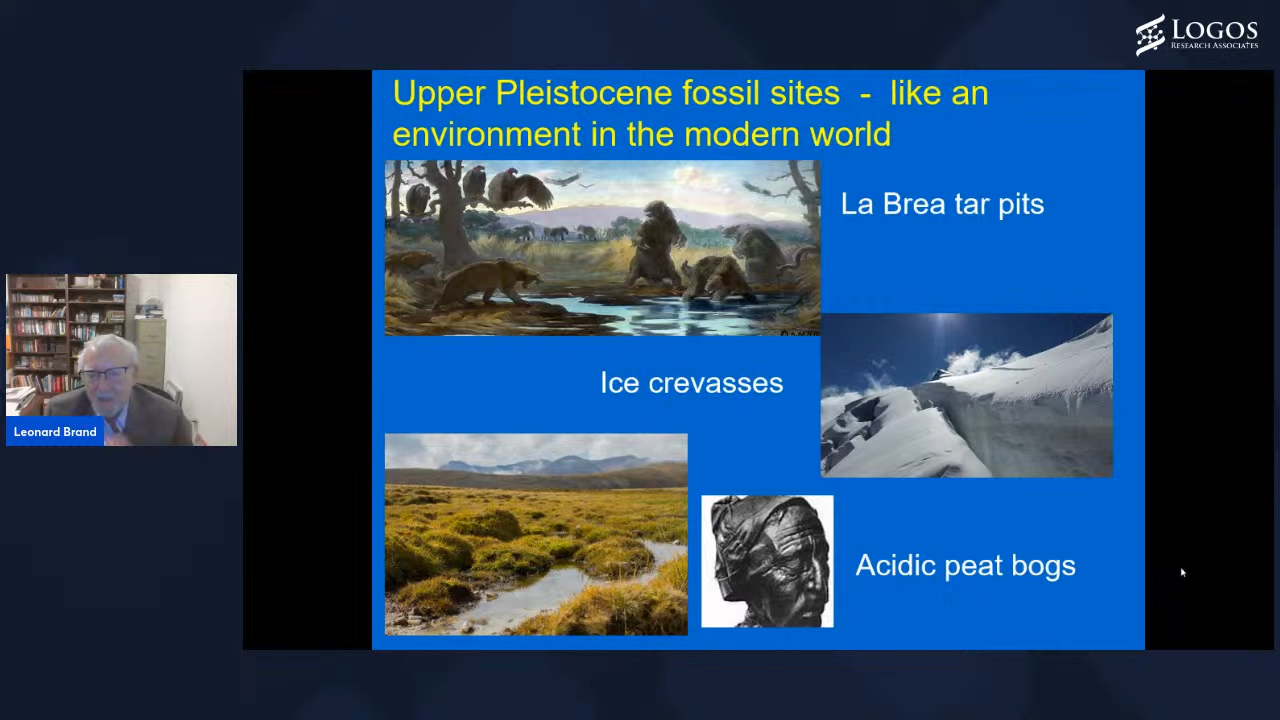 LOGOS
RESEARCH ASSOCIATES
Upper Pleistocene fossil sites - like an
environment in the modern world
La Brea tar pits
Ice crevasses
Leonard Brand
Acidic peat bogs